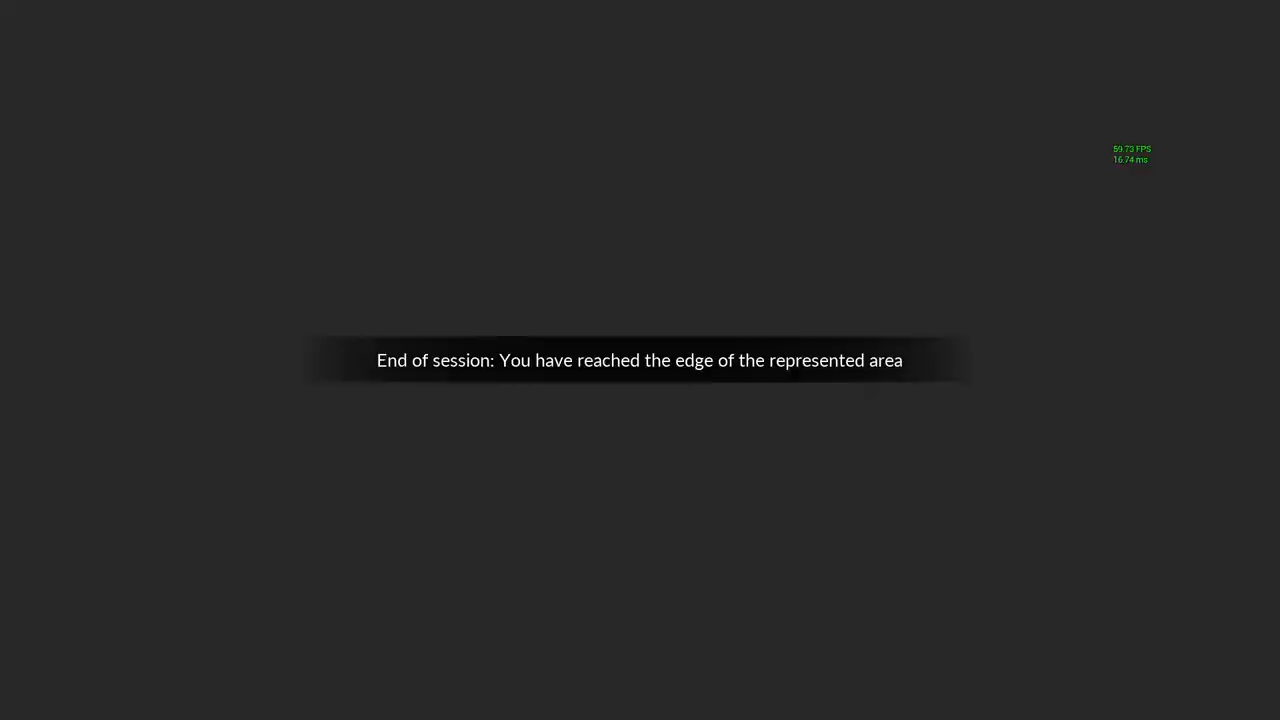 59.73 FPS
16.74 ms
End of session: You have reached the edge of the represented area